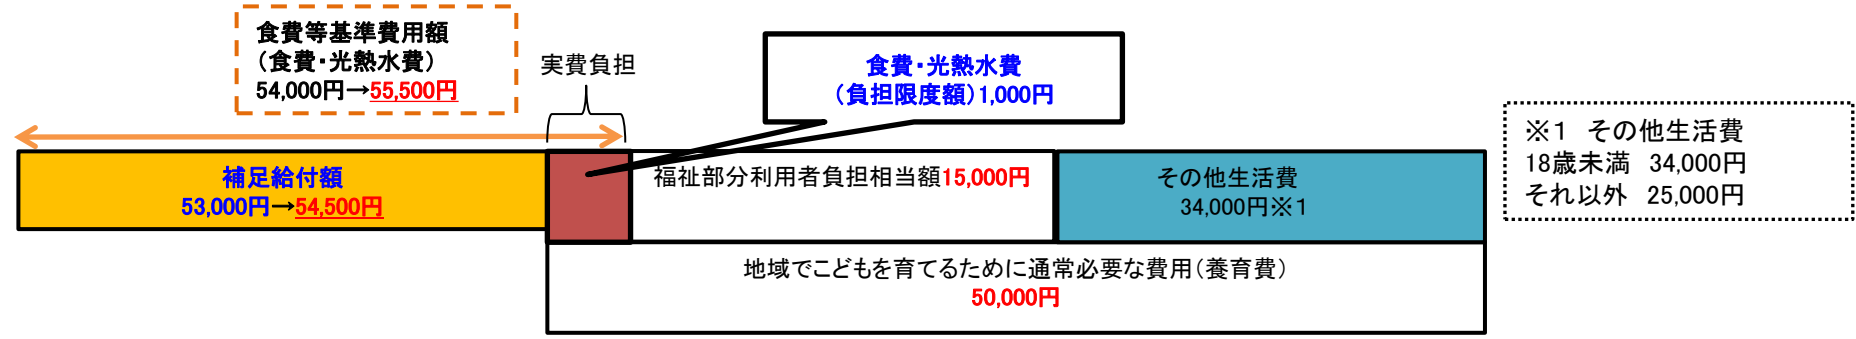 食費等基準費用額
(食費・光熱水費)
54,000円→55,500円
実費負担
食費・光熱水費
(負担限度額)1,000円
補足給付額
53,000円→54,500円
福祉部分利用者負担相当額15,000円
その他生活費
34,000円※1
地域でこどもを育てるために通常必要な費用(養育費)
50,000円
※1 その他生活費
18歳未満 34,000円
それ以外 25,000円